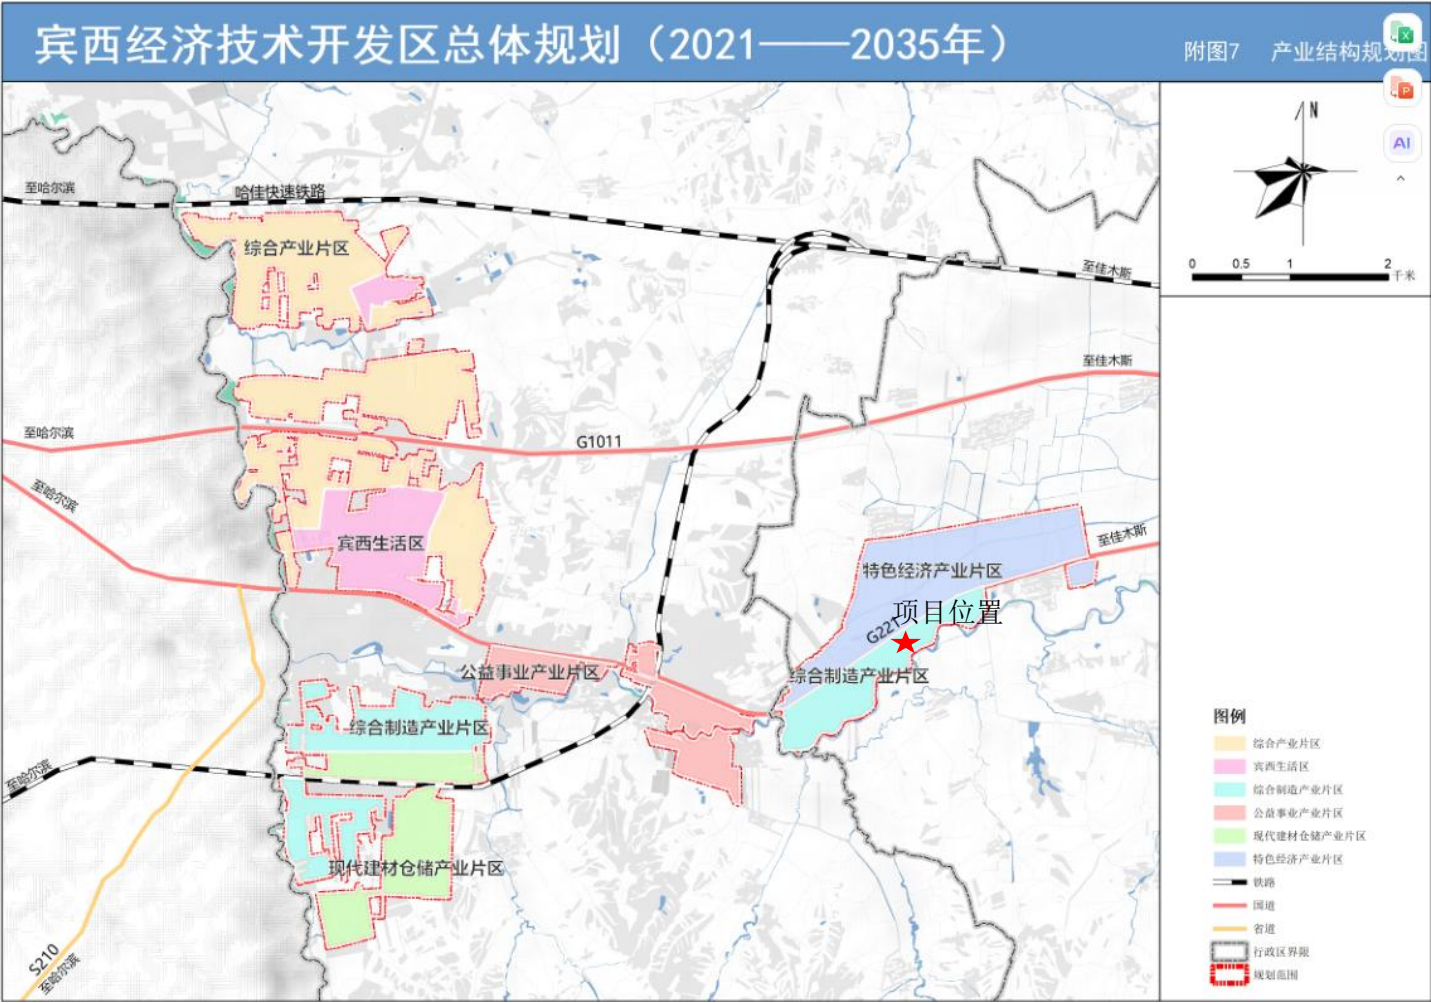 宾西经济技术开发区总体规划（2021——2035年）
附图7 产业结构规划图
X
P
AI
N
0 0.5 1 2
千米
至哈尔滨
哈佳快速铁路
综合产业片区
至佳木斯
至佳木斯
至哈尔滨
G1011
至哈尔滨
至佳木斯
宾西生活区
特色经济产业片区
项目位置
G221
公益事业产业片区
综合制造产业片区
综合制造产业片区
至哈尔滨
现代建材仓储产业片区
S210
至哈尔滨
图例
综合产业片区
宾西生活区
综合制造产业片区
公益事业产业片区
现代建材仓储产业片区
特色经济产业片区
铁路
国道
省道
行政区界限
规划范围